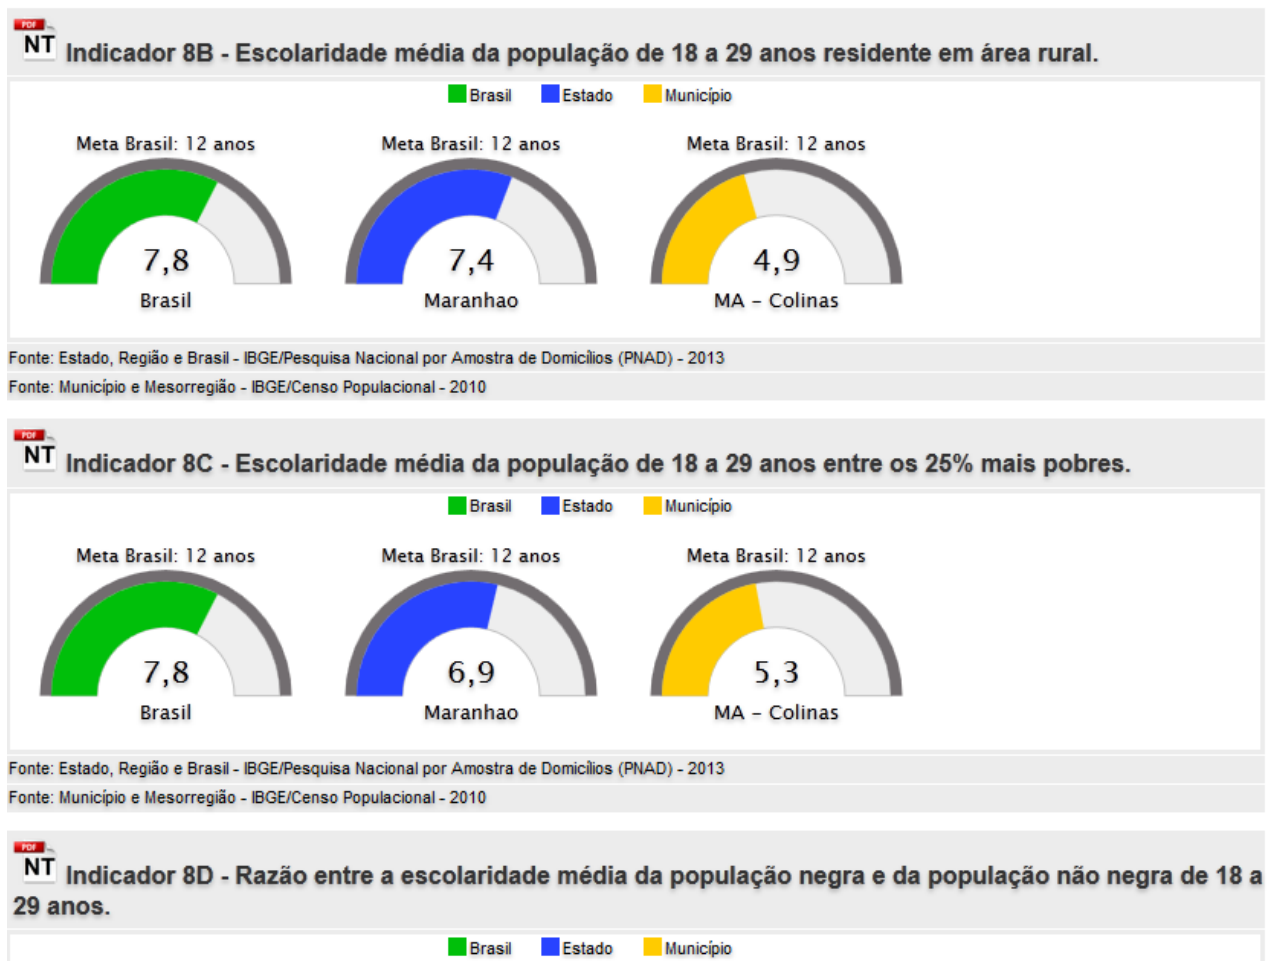 PDF
NT
Indicador 8B - Escolaridade média da população de 18 a 29 anos residente em área rural.
Brasil Estado Município
Meta Brasil: 12 anos Meta Brasil: 12 anos Meta Brasil: 12 anos
7,8 7,4 4,9
Brasil Maranhao MA - Colinas
Fonte: Estado, Região e Brasil - IBGE/Pesquisa Nacional por Amostra de Domicílios (PNAD) - 2013
Fonte: Município e Mesorregião - IBGE/Censo Populacional - 2010
PDF
NT
Indicador 8C - Escolaridade média da população de 18 a 29 anos entre os 25% mais pobres.
Brasil Estado Município
Meta Brasil: 12 anos Meta Brasil: 12 anos Meta Brasil: 12 anos
7,8 6,9 5,3
Brasil Maranhao MA - Colinas
Fonte: Estado, Região e Brasil - IBGE/Pesquisa Nacional por Amostra de Domicílios (PNAD) - 2013
Fonte: Município e Mesorregião - IBGE/Censo Populacional - 2010
PDF
NT
Indicador 8D - Razão entre a escolaridade média da população negra e da população não negra de 18 a
29 anos.
Brasil Estado Município